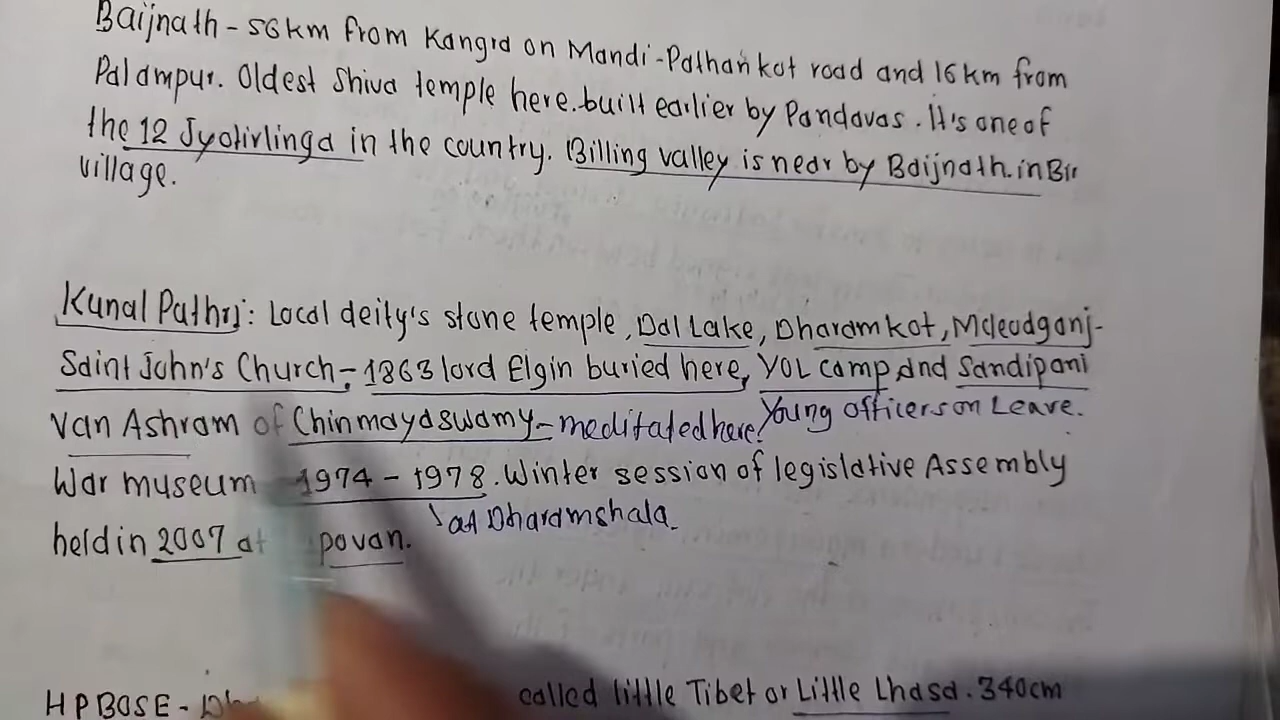 Baijnath - 56km from Kangra on Mandi-Pathankot road and 16km from
Palampur. Oldest Shiva temple here. built earlier by Pandavas. It's one of
the 12 Jyotirlinga in the country. Billing valley is near by Baijnath. in Bir
village.
Kunal Pathri: Local deity's stone temple, Dal Lake, Dharamkot, Mcleodganj-
Saint John's Church - 1863 lord Elgin buried here, YOL camp and Sandipani
Van Ashram of Chinmayaswamy - meditated here. Young officers on Leave.
War museum 1974 - 1978. Winter session of legislative Assembly
at Dharamshala.
held in 2007 at povan.
HPBOSE - called little Tibet or Little Lhasa. 340cm